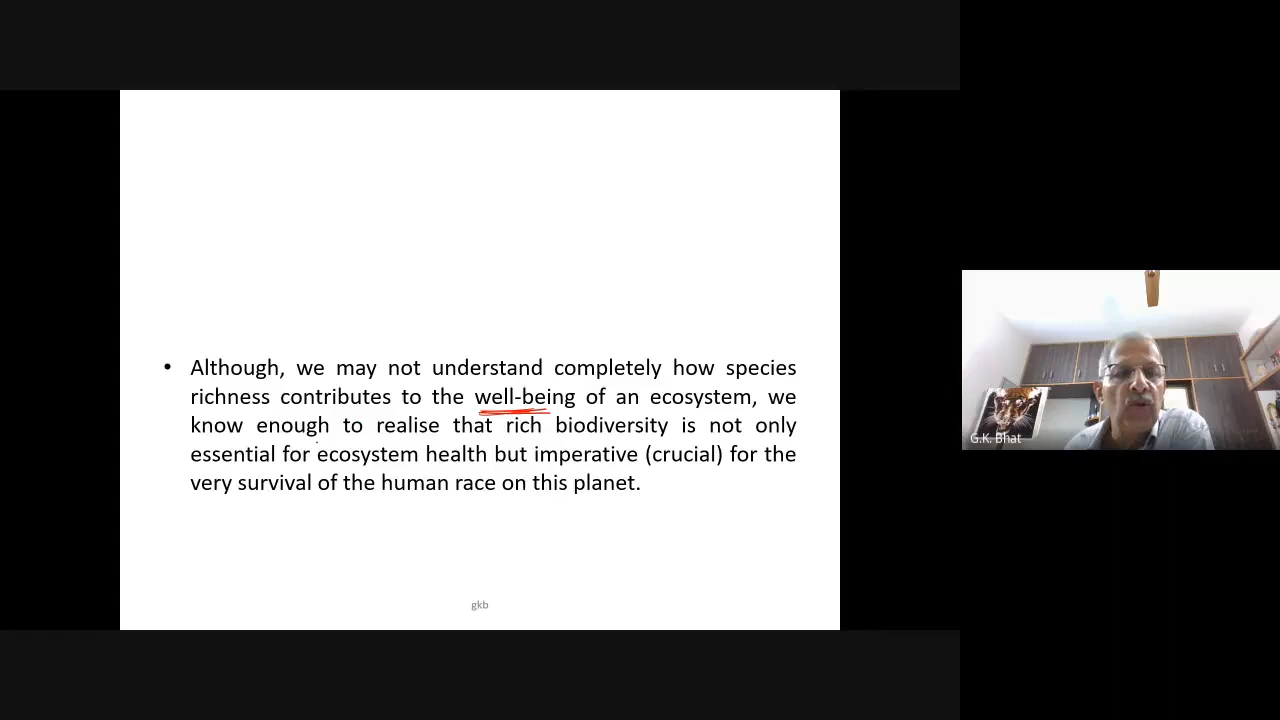 • Although, we may not understand completely how species
richness contributes to the well-being of an ecosystem, we
know enough to realise that rich biodiversity is not only
essential for ecosystem health but imperative (crucial) for the
very survival of the human race on this planet.
gkb
G.K. Bhat